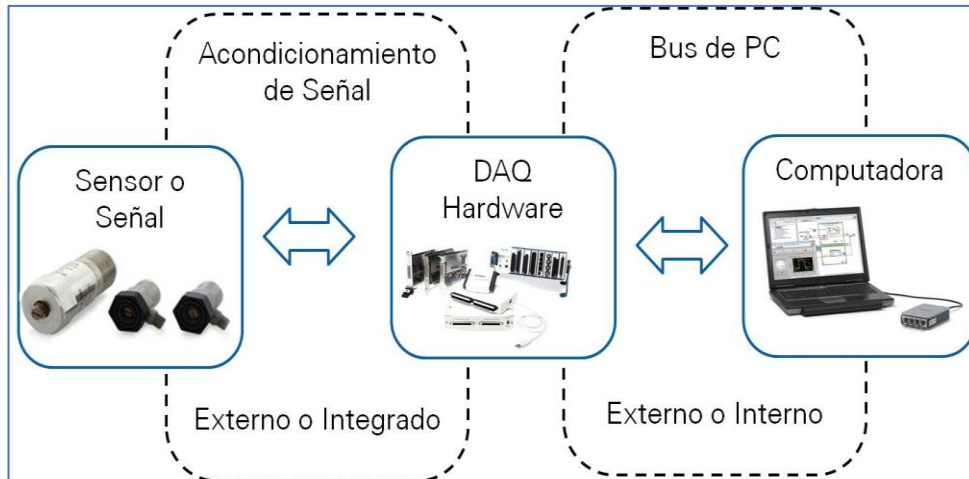 Acondicionamiento
de Señal
Bus de PC
Sensor o
Señal
DAQ
Hardware
Computadora
Externo o Integrado
Externo o Interno